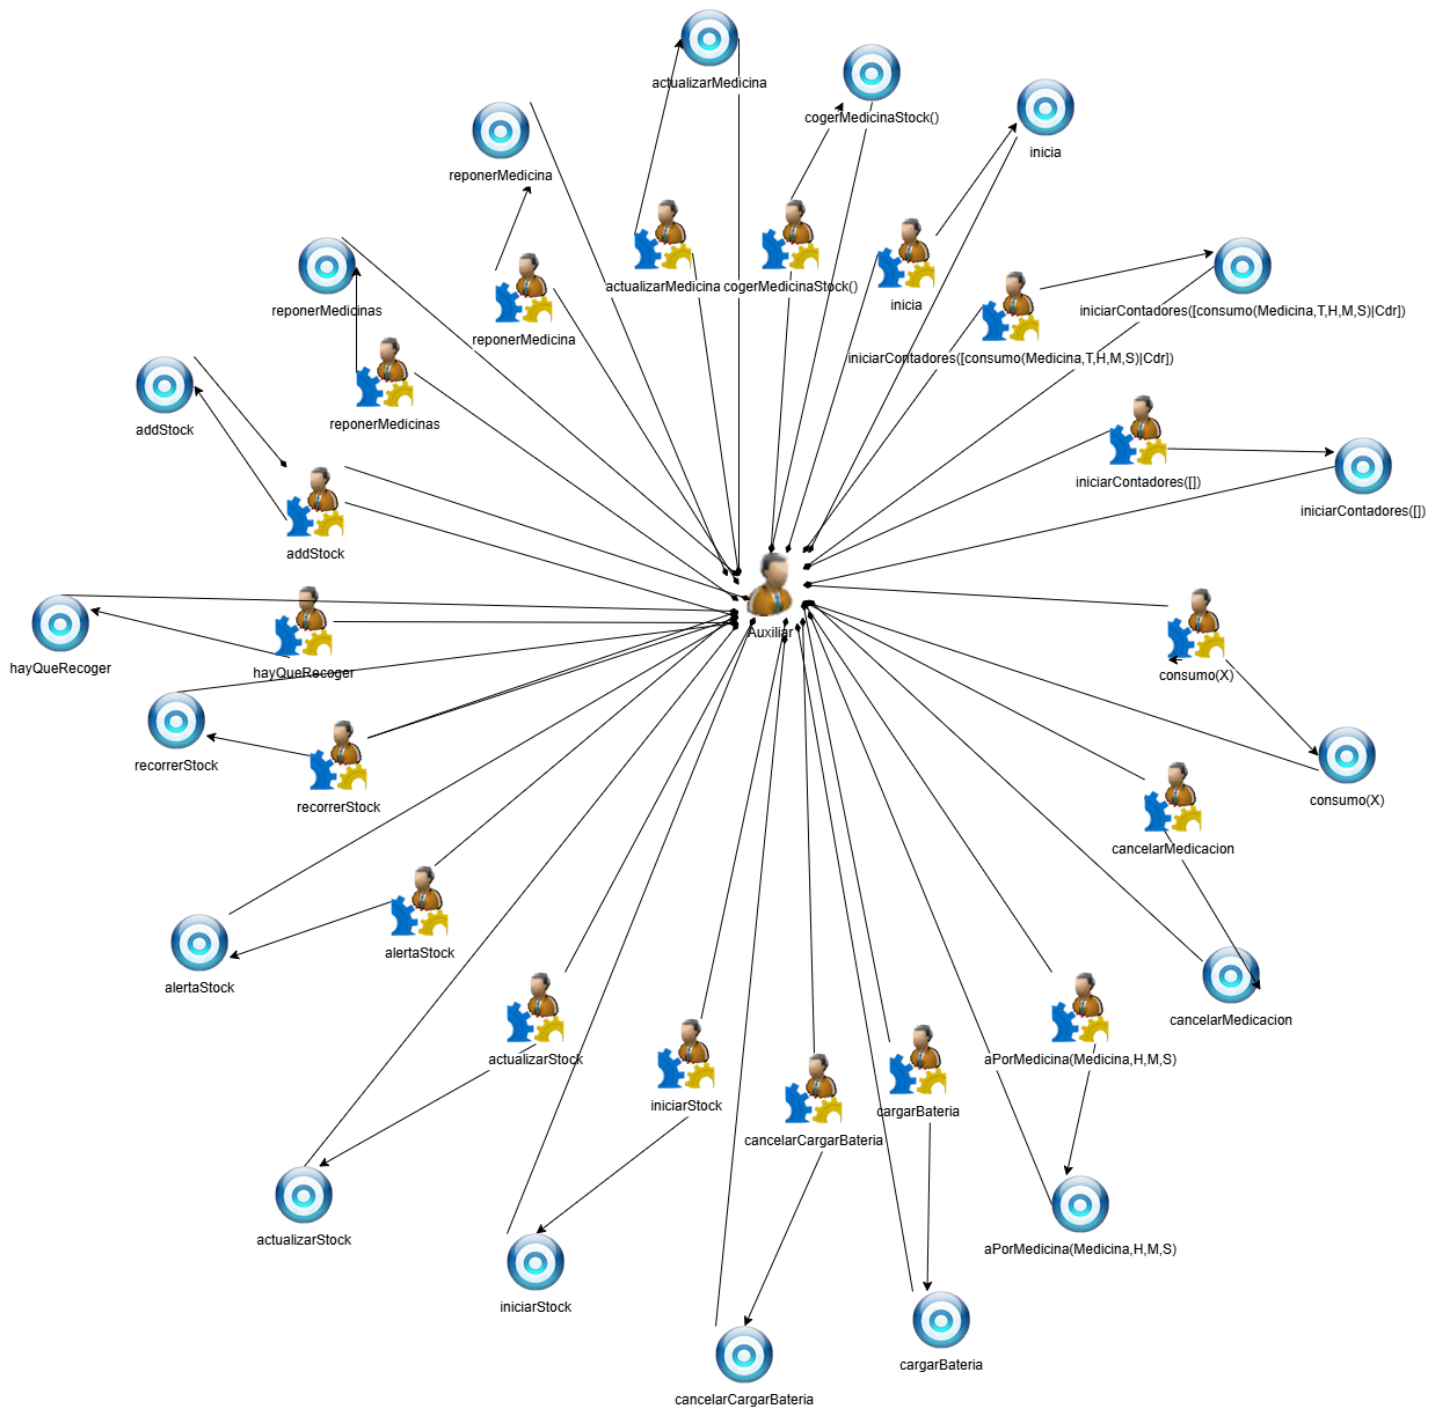 actualizarMedicina
cogerMedicinaStock()
inicia
reponerMedicina
reponerMedicinas
actualizarMedicina
cogerMedicinaStock()
inicia
iniciarContadores([consumo(Medicina,T,H,M,S)|Cdr])
reponerMedicina
iniciarContadores([consumo(Medicina,T,H,M,S)|Cdr])
addStock
reponerMedicinas
iniciarContadores([])
iniciarContadores([])
addStock
Auxiliar
hayQueRecoger
hayQueRecoger
consumo(X)
recorrerStock
recorrerStock
consumo(X)
cancelarMedicacion
alertaStock
alertaStock
cancelarMedicacion
actualizarStock
aPorMedicina(Medicina,H,M,S)
iniciarStock
cargarBateria
cancelarCargarBateria
actualizarStock
aPorMedicina(Medicina,H,M,S)
iniciarStock
cargarBateria
cancelarCargarBateria